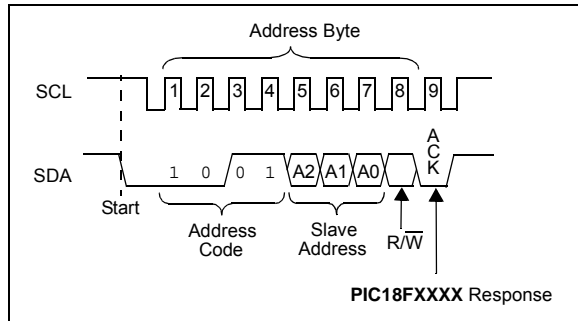 Address Byte
SCL 1 2 3 4 5 6 7 8 9
SDA 1 0 0 1 A2 A1 A0 ACK
Start
Address Code
Slave Address
R/W̅
PIC18FXXXX Response